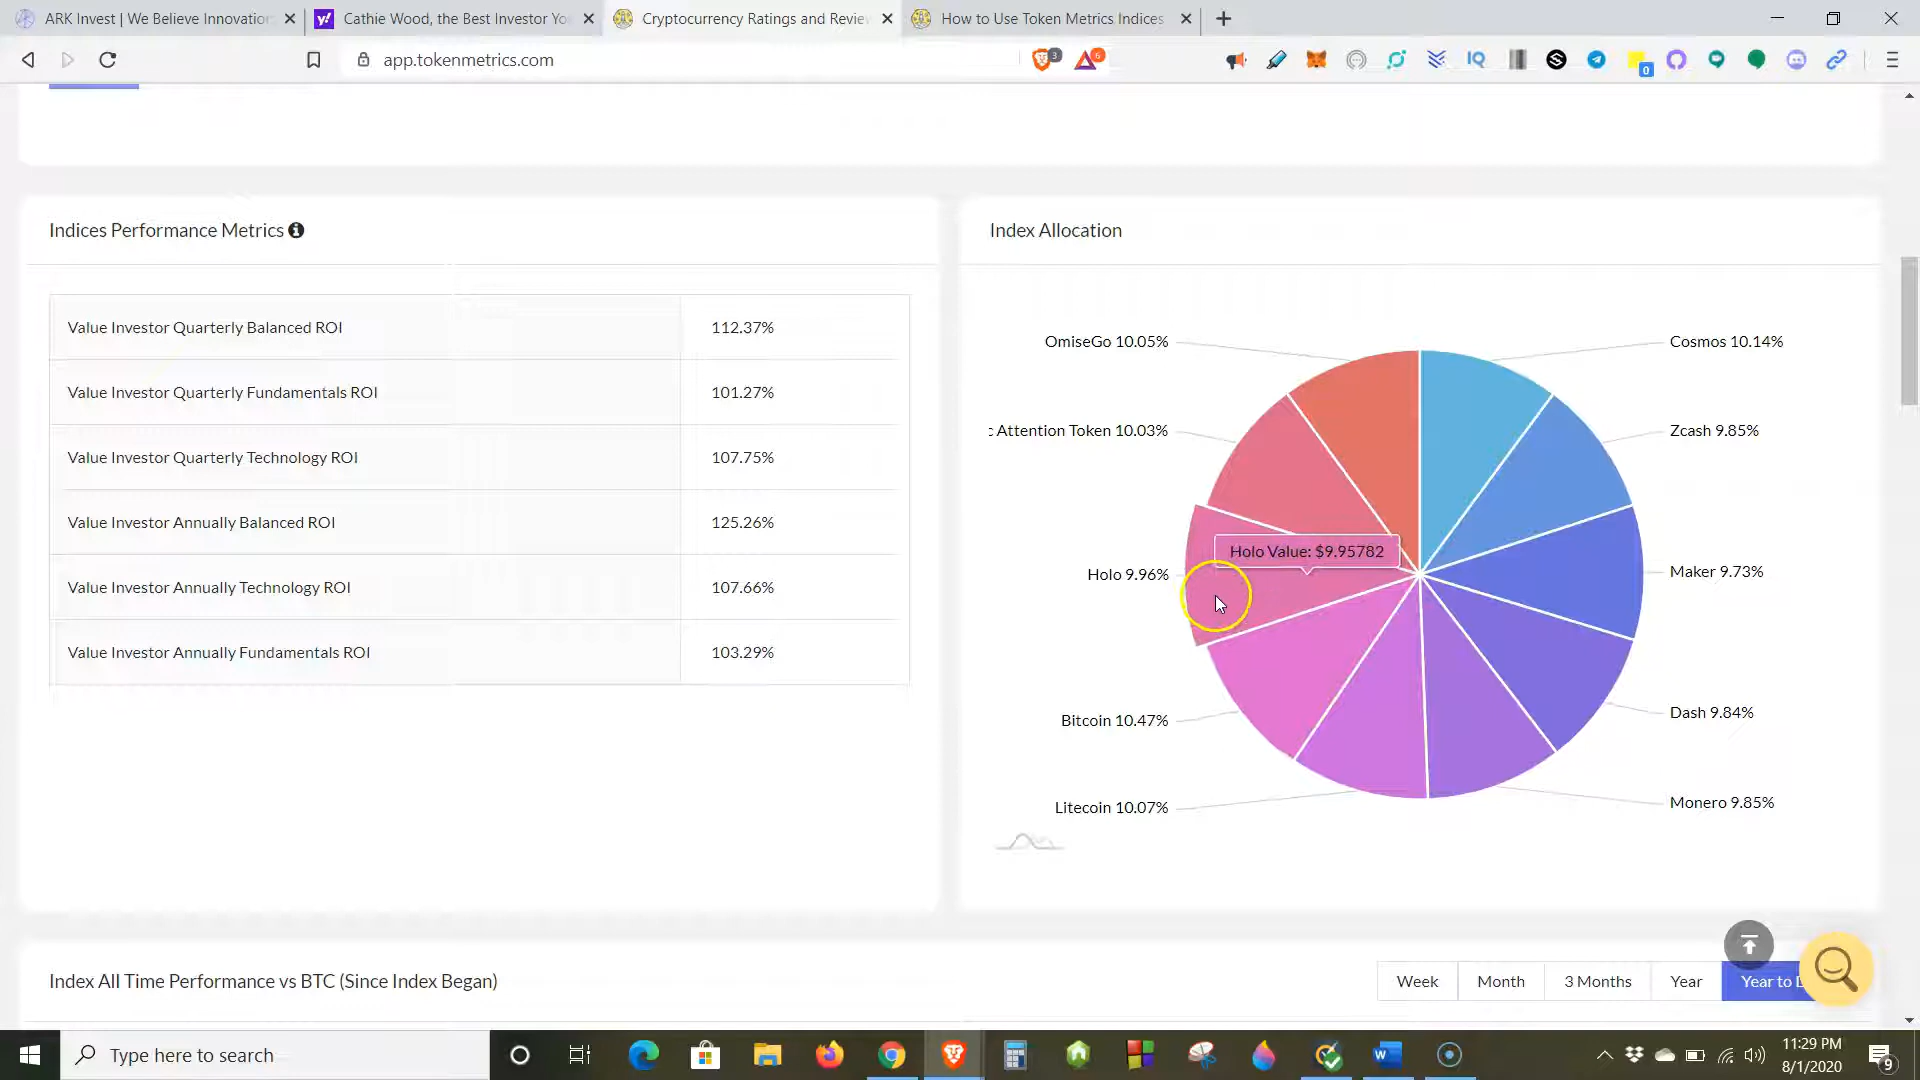 ARK Invest | We Believe Innovation
Cathie Wood, the Best Investor Yo
Cryptocurrency Ratings and Revie
How to Use Token Metrics Indices
app.tokenmetrics.com
3
6
IQ
0
Indices Performance Metrics
Value Investor Quarterly Balanced ROI 112.37%
Value Investor Quarterly Fundamentals ROI 101.27%
Value Investor Quarterly Technology ROI 107.75%
Value Investor Annually Balanced ROI 125.26%
Value Investor Annually Technology ROI 107.66%
Value Investor Annually Fundamentals ROI 103.29%
Index Allocation
OmiseGo 10.05%
Cosmos 10.14%
c Attention Token 10.03%
Zcash 9.85%
Holo Value: $9.95782
Holo 9.96%
Maker 9.73%
Bitcoin 10.47%
Dash 9.84%
Litecoin 10.07%
Monero 9.85%
Index All Time Performance vs BTC (Since Index Began)
Week Month 3 Months Year Year to D
Type here to search
11:29 PM
8/1/2020
9